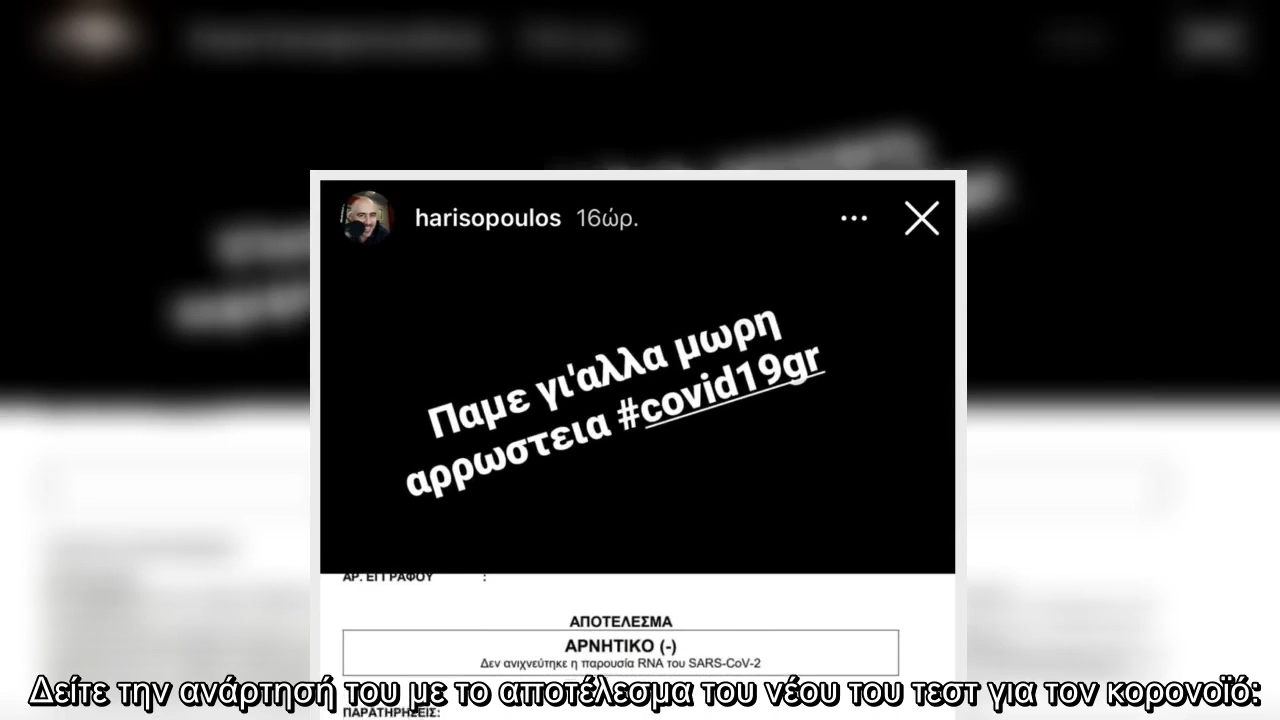 harisopoulos 16ώρ.
Παμε γι'αλλα μωρη
αρρωστεια #covid19gr
ΑΡ. ΕΓΓΡΑΦΟΥ :
ΑΠΟΤΕΛΕΣΜΑ
ΑΡΝΗΤΙΚΟ (-)
Δεν ανιχνεύτηκε η παρουσία RNA του SARS-CoV-2
Δείτε την ανάρτησή του με το αποτέλεσμα του νέου του τεστ για τον κορονοϊό:
ΠΑΡΑΤΗΡΗΣΕΙΣ: